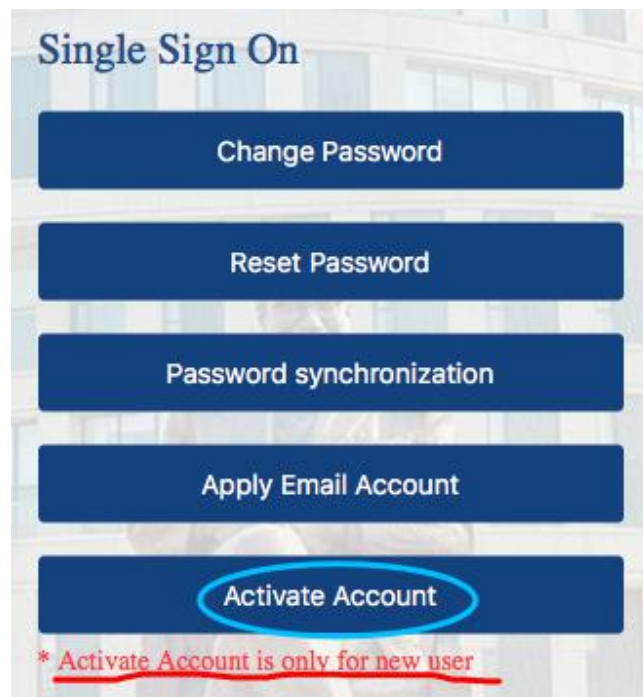 Single Sign On
Change Password
Reset Password
Password synchronization
Apply Email Account
Activate Account
* Activate Account is only for new user